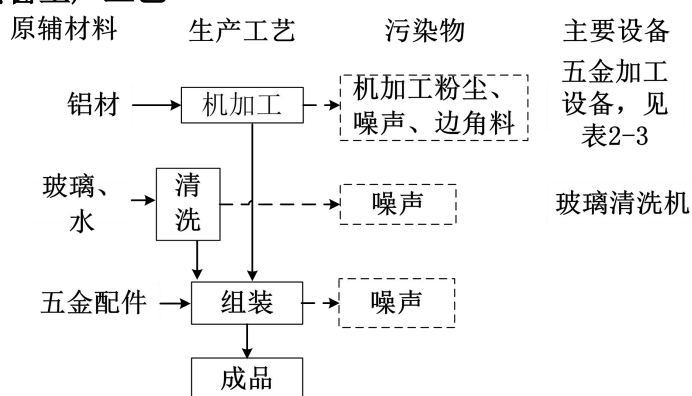 原辅材料 生产工艺 污染物 主要设备
铝材 机加工 机加工粉尘、 五金加工
噪声、边角料 设备，见
表2-3
玻璃、 清 噪声 玻璃清洗机
水 洗
五金配件 组装 噪声
成品